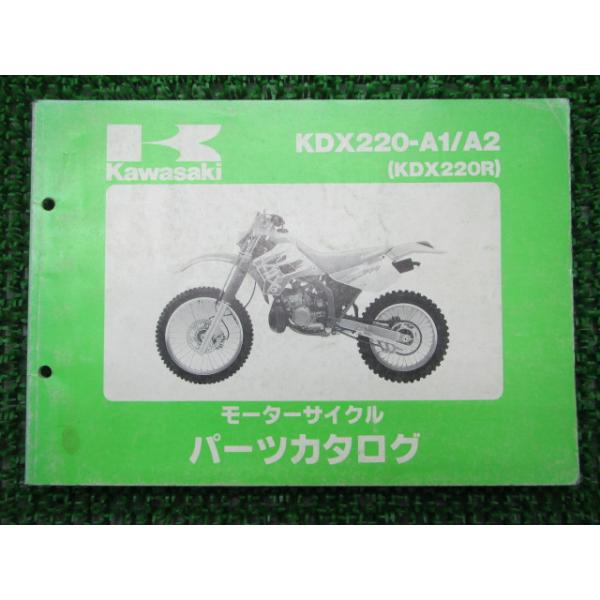 Kawasaki
KDX220-A1/A2
(KDX220R)
モーターサイクル
パーツカタログ